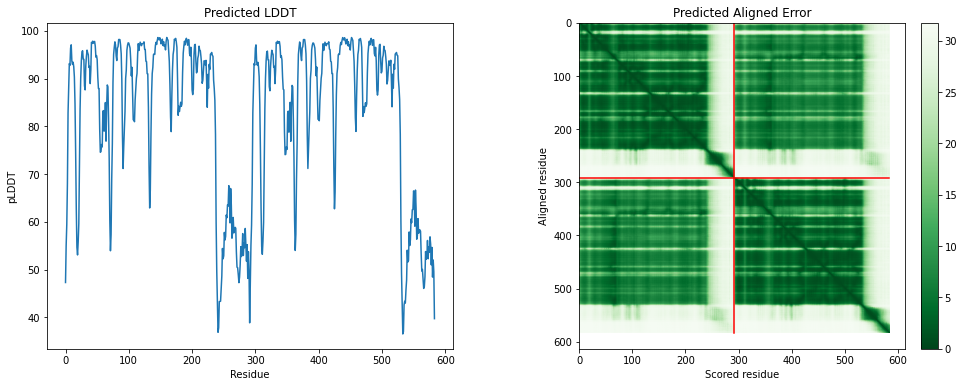 Predicted LDDT
100
90
80
70
60
50
40
pLDDT
0 100 200 300 400 500 600
Residue
Predicted Aligned Error
0
100
200
300
400
500
600
Aligned residue
0 100 200 300 400 500 600
Scored residue
30
25
20
15
10
5
0